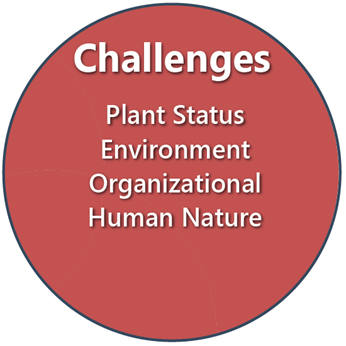 Challenges
Plant Status
Environment
Organizational
Human Nature